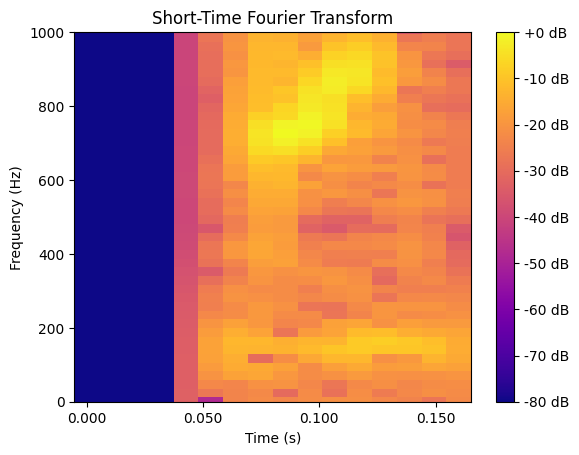 Short-Time Fourier Transform
1000
800
600
400
200
0
Frequency (Hz)
0.000
0.050
0.100
0.150
Time (s)
+0 dB
-10 dB
-20 dB
-30 dB
-40 dB
-50 dB
-60 dB
-70 dB
-80 dB